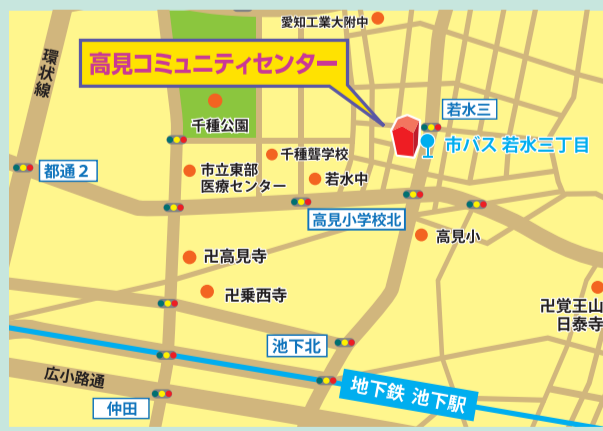 愛知工業大附中
環状線
高見コミュニティセンター
千種公園
若水三
市バス 若水三丁目
千種聾学校
市立東部
医療センター
若水中
都通2
高見小学校北
高見小
卍高見寺
卍乗西寺
卍覚王山
日泰寺
池下北
地下鉄 池下駅
広小路通
仲田